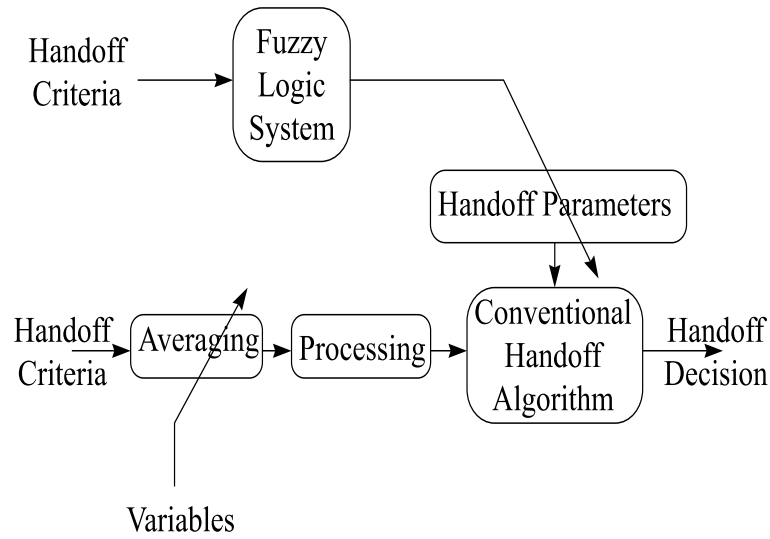 Handoff
Criteria
Fuzzy
Logic
System
Handoff Parameters
Handoff
Criteria
Averaging
Processing
Conventional
Handoff
Algorithm
Handoff
Decision
Variables